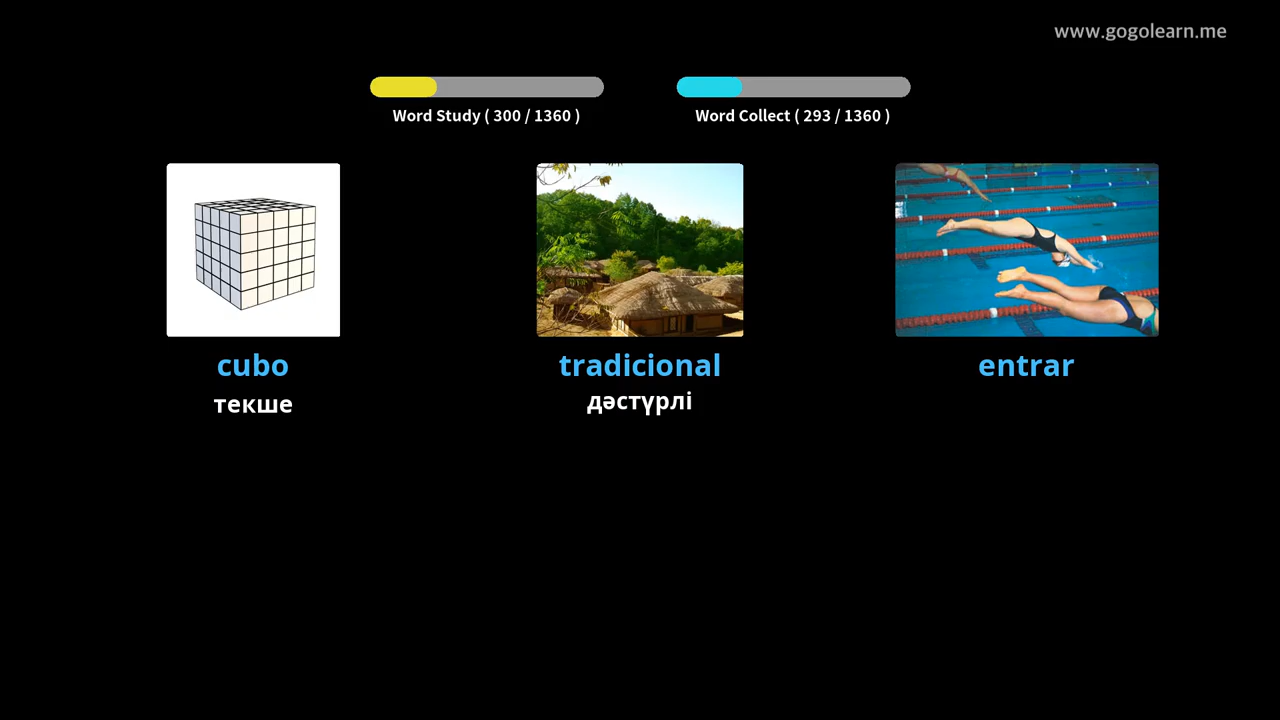 www.gogolearn.me
Word Study ( 300 / 1360 )
Word Collect ( 293 / 1360 )
cubo
tradicional
entrar
текше
дәстүрлі